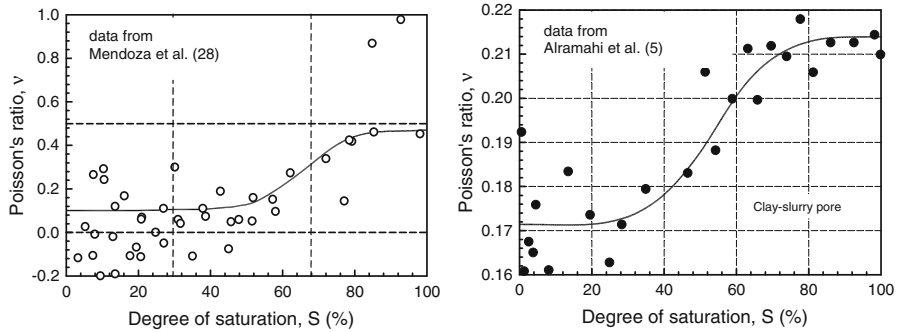 1.0
0.8
0.6
0.4
0.2
0.0
-0.2
Poisson's ratio, ν
data from
Mendoza et al. (28)
0 20 40 60 80 100
Degree of saturation, S (%)
0.22
0.21
0.20
0.19
0.18
0.17
0.16
Poisson's ratio, ν
data from
Alramahi et al. (5)
Clay-slurry pore
0 20 40 60 80 100
Degree of saturation, S (%)